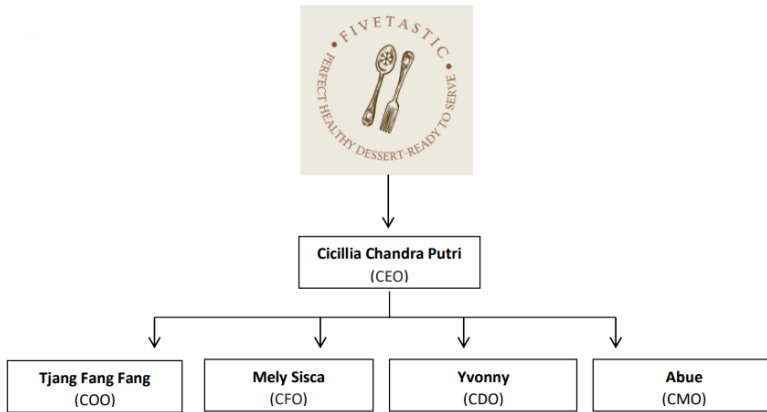 • FIVETASTIC •
PERFECT HEALTHY DESSERT-READY TO SERVE
Cicillia Chandra Putri
(CEO)
Tjang Fang Fang
(COO)
Mely Sisca
(CFO)
Yvonny
(CDO)
Abue
(CMO)